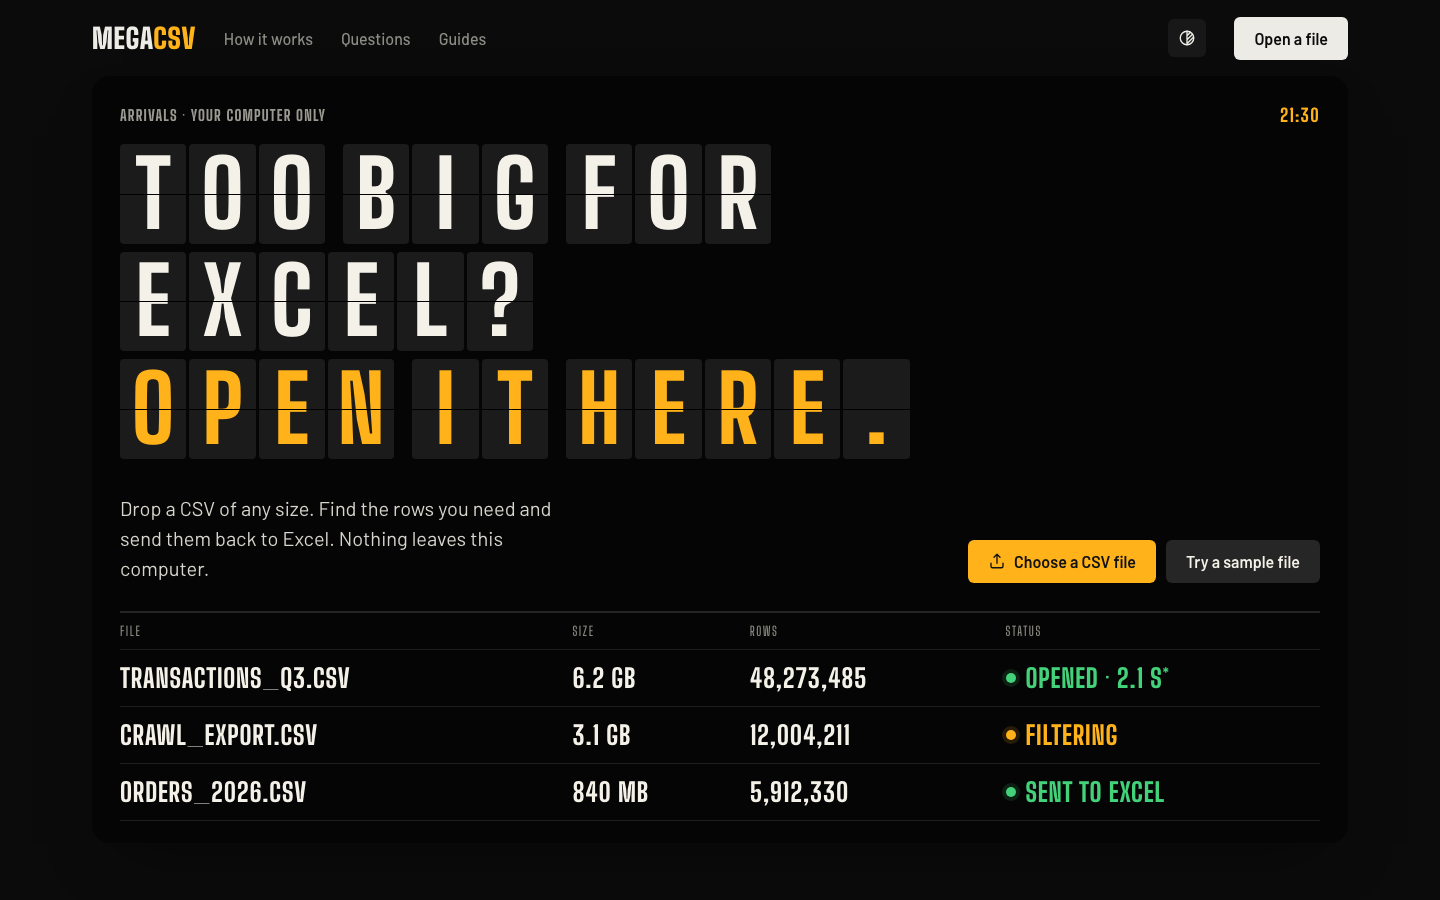 MEGACSV How it works Questions Guides Open a file
ARRIVALS · YOUR COMPUTER ONLY 21:30
TOO BIG FOR
EXCEL?
OPEN IT HERE.
Drop a CSV of any size. Find the rows you need and
send them back to Excel. Nothing leaves this
computer.
Choose a CSV file Try a sample file
FILE SIZE ROWS STATUS
TRANSACTIONS_Q3.CSV 6.2 GB 48,273,485 OPENED · 2.1 S*
CRAWL_EXPORT.CSV 3.1 GB 12,004,211 FILTERING
ORDERS_2026.CSV 840 MB 5,912,330 SENT TO EXCEL